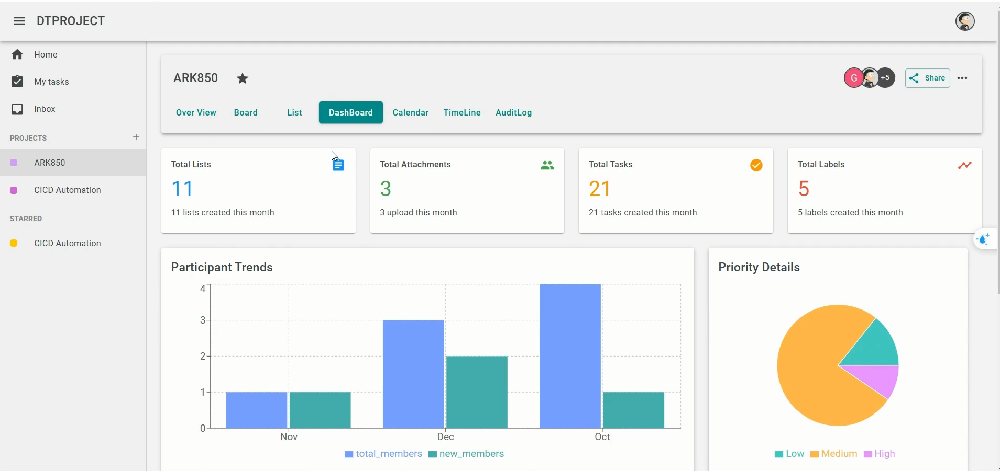 DTPROJECT
Home
My tasks
Inbox
PROJECTS +
ARK850
CICD Automation
STARRED
CICD Automation
ARK850
G +5 Share
Over View Board List DashBoard Calendar TimeLine AuditLog
Total Lists
11
11 lists created this month
Total Attachments
3
3 upload this month
Total Tasks
21
21 tasks created this month
Total Labels
5
5 labels created this month
Participant Trends
4
3
2
1
0
Nov Dec Oct
total_members new_members
Priority Details
Low Medium High